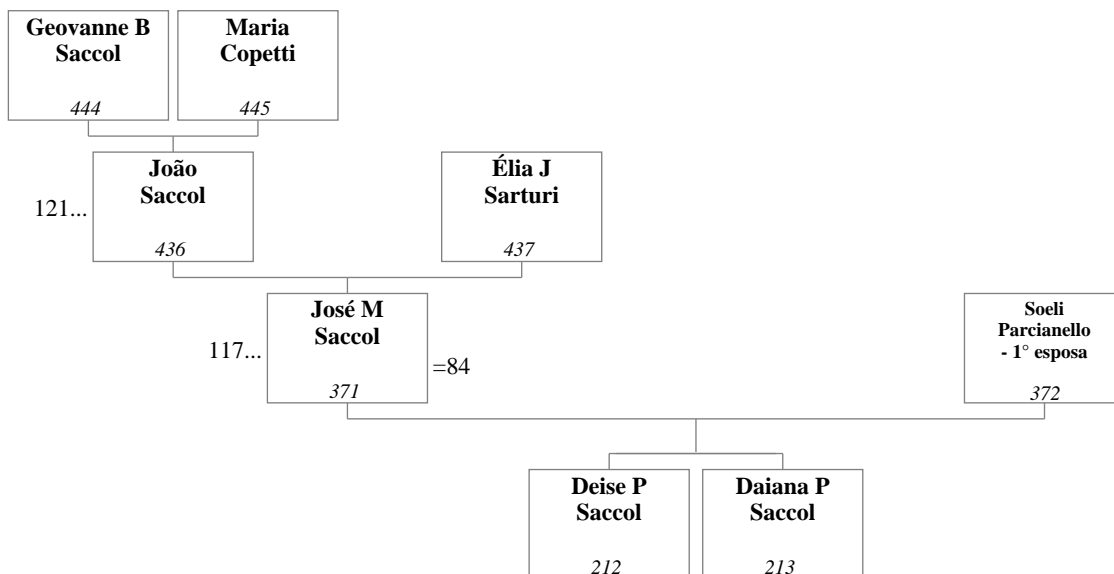 Geovanne B
Saccol
444
Maria
Copetti
445
121...
João
Saccol
436
Élia J
Sarturi
437
117...
José M
Saccol
371
=84
Soeli
Parcianello
- 1° esposa
372
Deise P
Saccol
212
Daiana P
Saccol
213